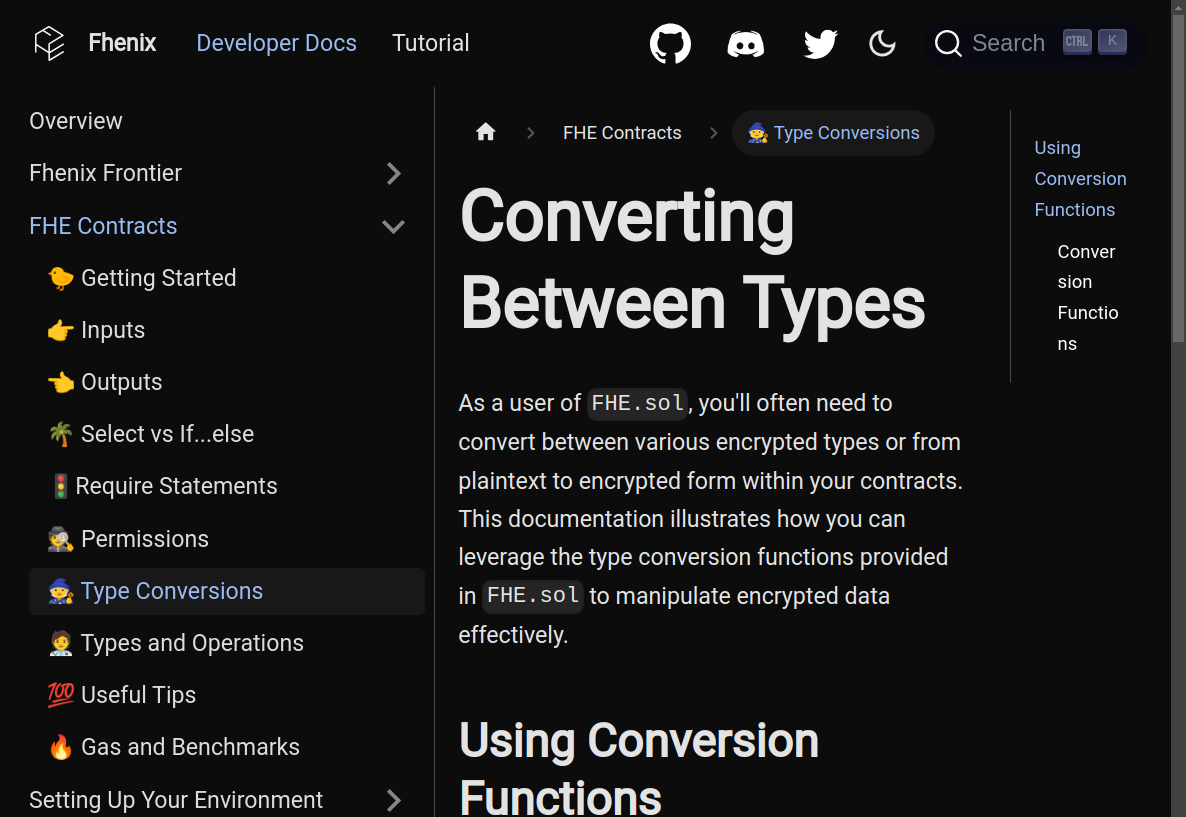 Fhenix
Developer Docs
Tutorial
Search
CTRL
K
Overview
Fhenix Frontier
FHE Contracts
🐤 Getting Started
👉 Inputs
👈 Outputs
🌴 Select vs If...else
🚦 Require Statements
🕵️ Permissions
🧙 Type Conversions
🧑‍💼 Types and Operations
💯 Useful Tips
🔥 Gas and Benchmarks
Setting Up Your Environment
FHE Contracts
🧙 Type Conversions
Converting
Between Types
As a user of FHE.sol, you'll often need to
convert between various encrypted types or from
plaintext to encrypted form within your contracts.
This documentation illustrates how you can
leverage the type conversion functions provided
in FHE.sol to manipulate encrypted data
effectively.
Using Conversion
Functions
Using
Conversion
Functions
Conver
sion
Functio
ns